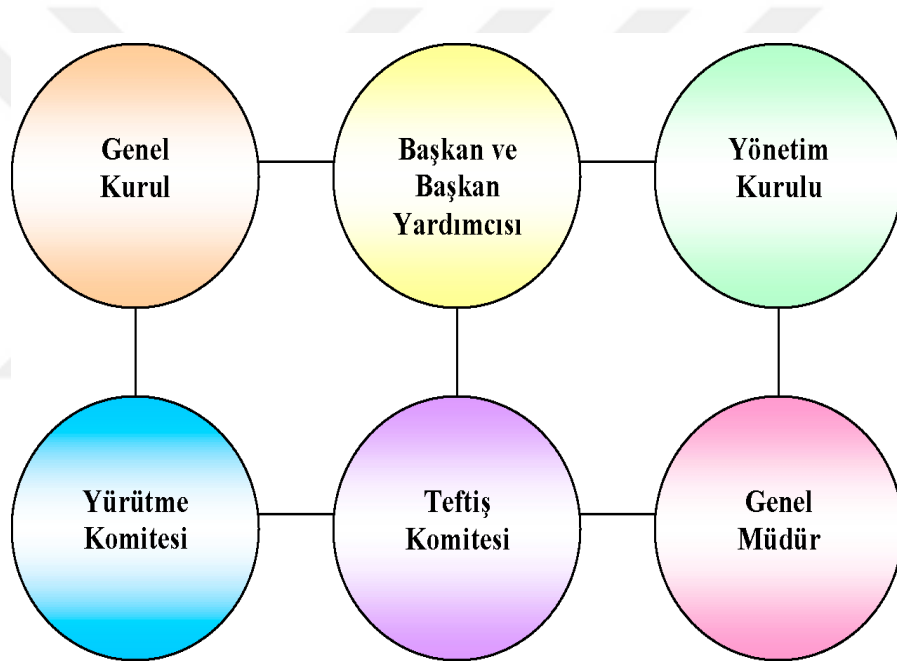 Genel
Kurul
Başkan ve
Başkan
Yardımcısı
Yönetim
Kurulu
Yürütme
Komitesi
Teftiş
Komitesi
Genel
Müdür